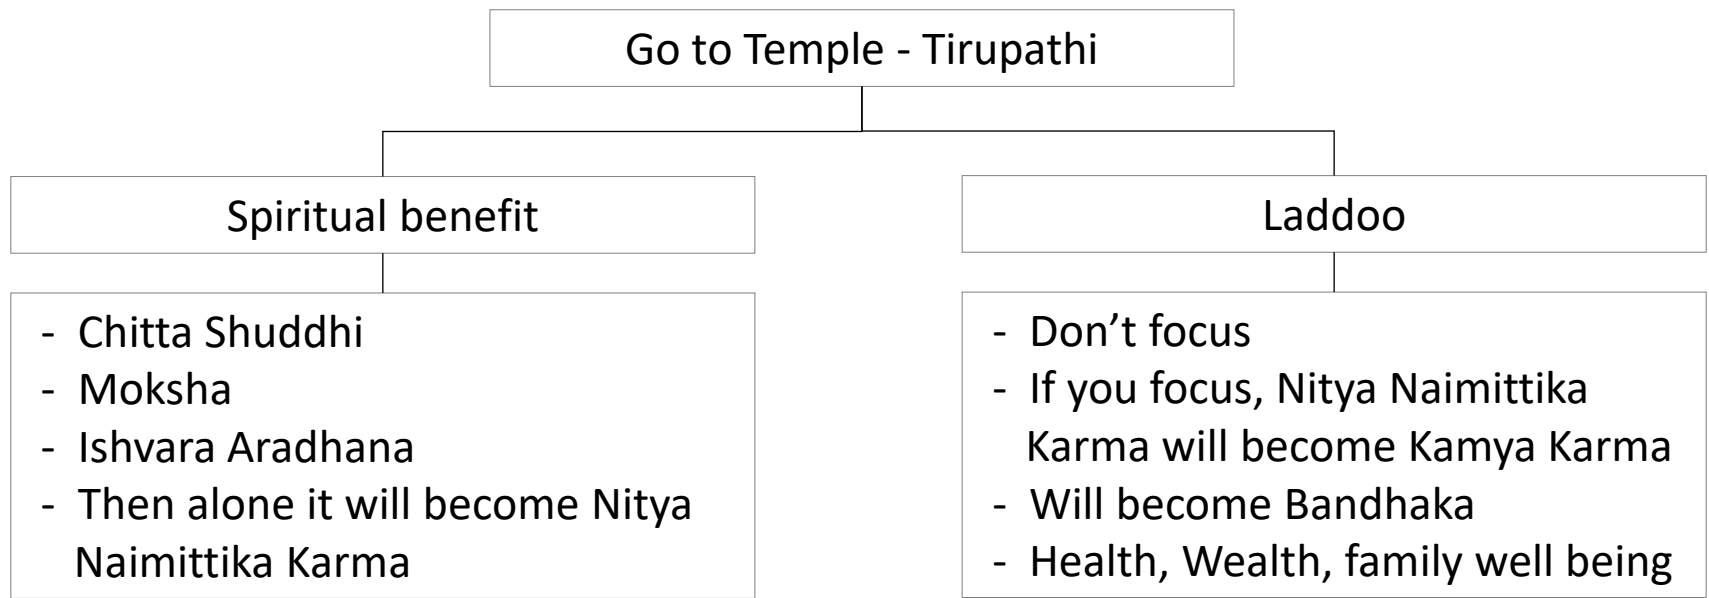 Go to Temple - Tirupathi
Spiritual benefit
- Chitta Shuddhi
- Moksha
- Ishvara Aradhana
- Then alone it will become Nitya
Naimittika Karma
Laddoo
- Don’t focus
- If you focus, Nitya Naimittika
Karma will become Kamya Karma
- Will become Bandhaka
- Health, Wealth, family well being